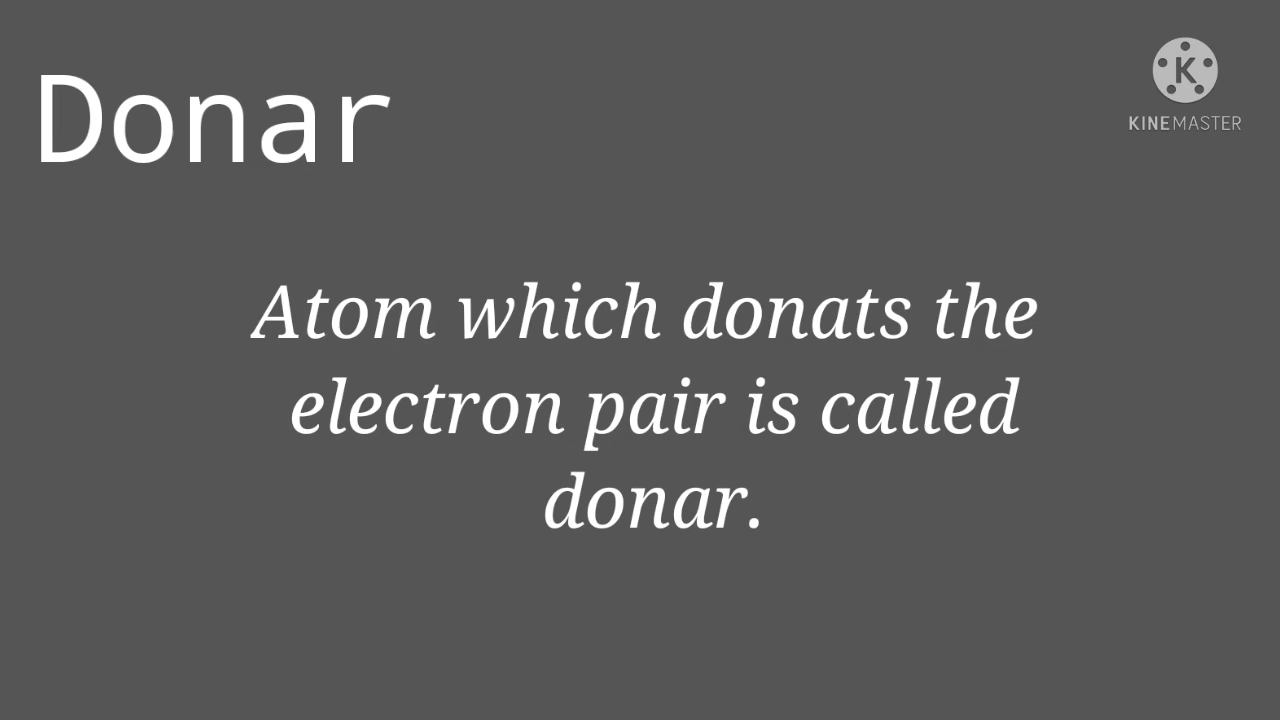 Donar
KINEMASTER
Atom which donats the
electron pair is called
donar.